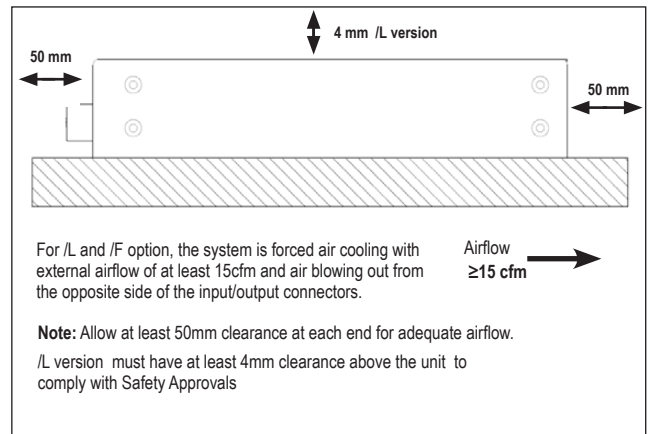 4 mm /L version
50 mm
50 mm
For /L and /F option, the system is forced air cooling with
external airflow of at least 15cfm and air blowing out from
the opposite side of the input/output connectors.
Airflow
≥15 cfm
Note: Allow at least 50mm clearance at each end for adequate airflow.
/L version must have at least 4mm clearance above the unit to
comply with Safety Approvals